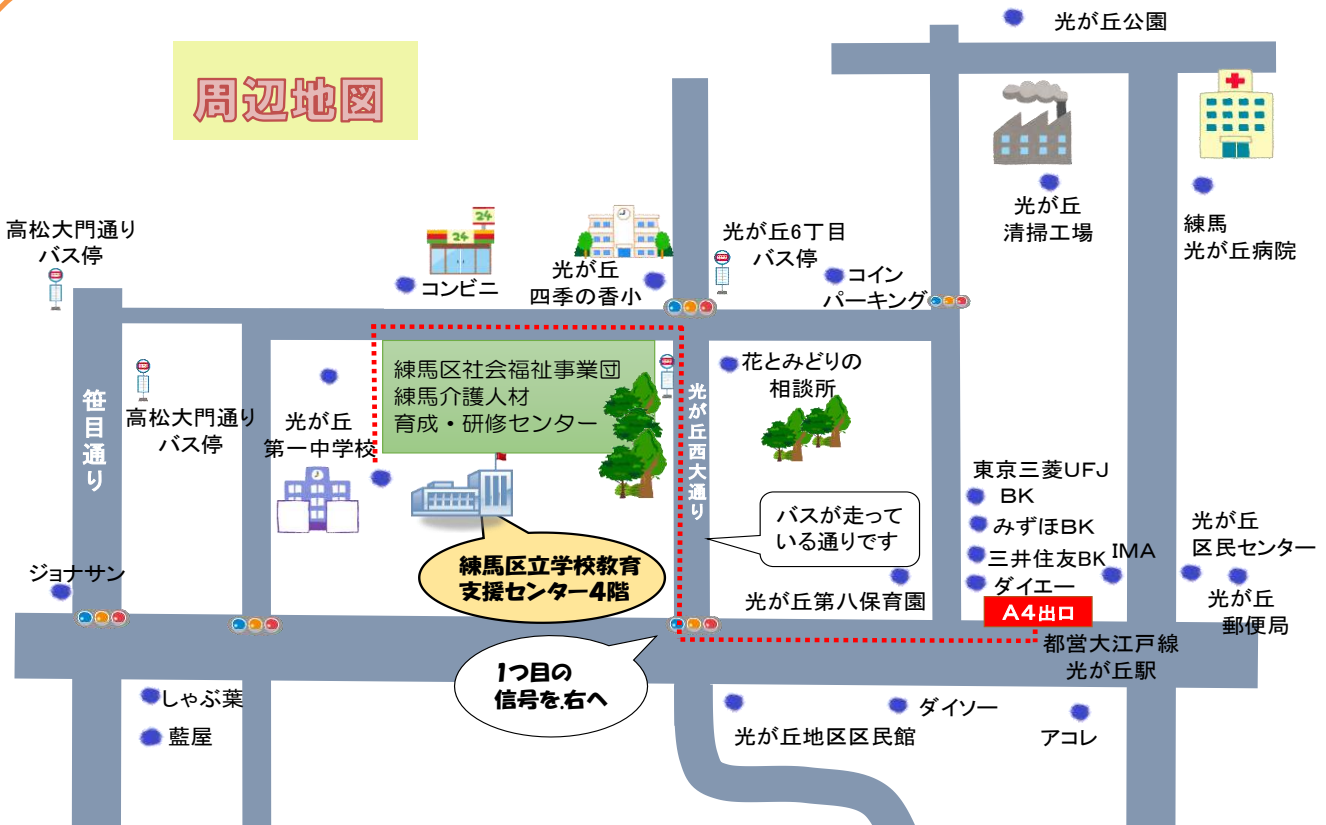 光が丘公園
周辺地図
24
24
高松大門通り
バス停
コンビニ
光が丘
四季の香小
光が丘6丁目
バス停
コイン
パーキング
光が丘
清掃工場
練馬
光が丘病院
笹目通り
高松大門通り
バス停
光が丘
第一中学校
練馬区社会福祉事業団
練馬介護人材
育成・研修センター
光が丘西大通り
花とみどりの
相談所
バスが走って
いる通りです
東京三菱UFJ
BK
みずほBK
三井住友BK
ダイエー
IMA
光が丘
区民センター
光が丘
郵便局
ジョナサン
練馬区立学校教育
支援センター4階
光が丘第八保育園
A4出口
都営大江戸線
光が丘駅
1つ目の
信号を右へ
しゃぶ葉
藍屋
光が丘地区区民館
ダイソー
アコレ